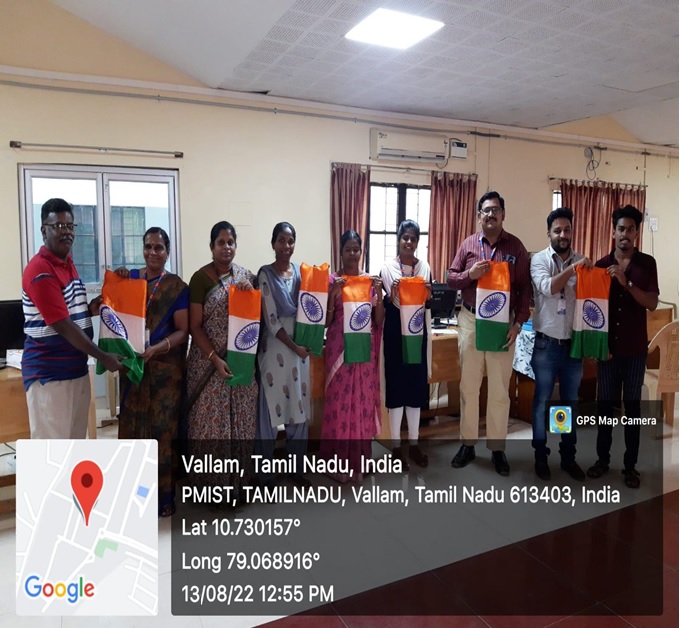 GPS Map Camera
Vallam, Tamil Nadu, India
PMIST, TAMILNADU, Vallam, Tamil Nadu 613403, India
Lat 10.730157°
Long 79.068916°
13/08/22 12:55 PM
Google